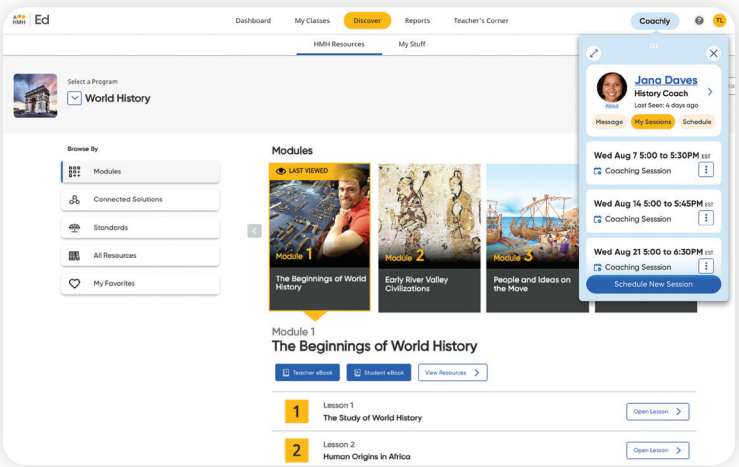 HMH
Ed
Dashboard
My Classes
Discover
Reports
Teacher's Corner
Coachly
?
TL
HMH Resources
My Stuff
Select a Program
World History
Jana Daves
History Coach
Last Seen: 4 days ago
About
Message
My Sessions
Schedule
Wed Aug 7 5:00 to 5:30PM EST
Coaching Sesssion
Wed Aug 14 5:00 to 5:45PM EST
Coaching Sesssion
Wed Aug 21 5:00 to 6:30PM EST
Coaching Sesssion
Schedule New Session
Browse By
Modules
Connected Solutions
Standards
All Resources
My Favorites
Modules
LAST VIEWED
Module 1
The Beginnings of World
History
Module 2
Early River Valley
Civilizations
Module 3
People and Ideas on
the Move
Module 1
The Beginnings of World History
Teacher eBook
Student eBook
View Resources
1
Lesson 1
The Study of World History
Open Lesson
2
Lesson 2
Human Origins in Africa
Open Lesson